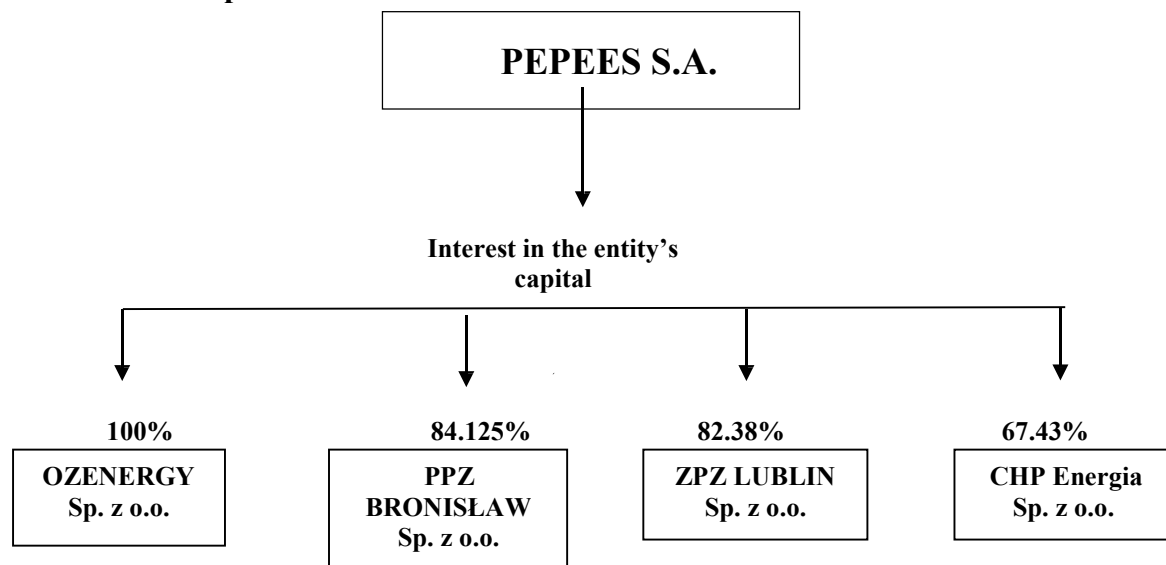 PEPEES S.A.
Interest in the entity’s
capital
100%
84.125%
82.38%
67.43%
OZENERGY
Sp. z o.o.
PPZ
BRONISŁAW
Sp. z o.o.
ZPZ LUBLIN
Sp. z o.o.
CHP Energia
Sp. z o.o.